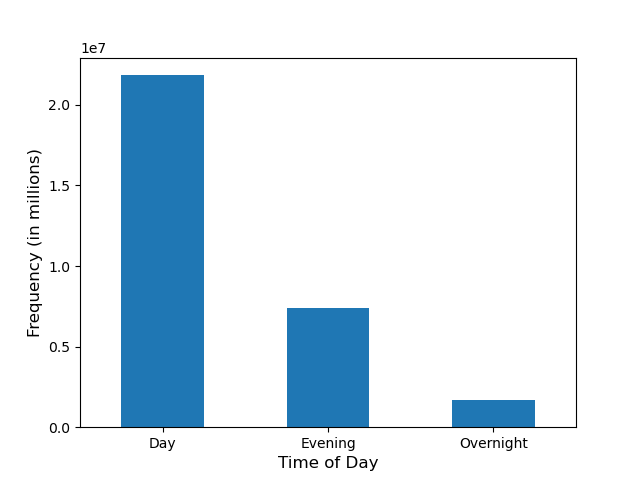 1e7
2.0
1.5
1.0
0.5
0.0
Frequency (in millions)
Day Evening Overnight
Time of Day